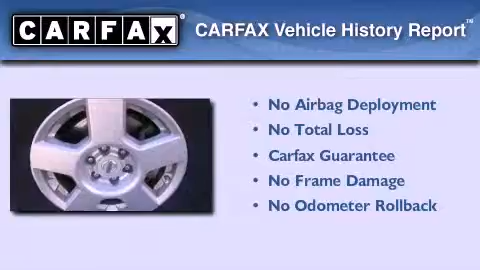 CARFAX® CARFAX Vehicle History Report™
• No Airbag Deployment
• No Total Loss
• Carfax Guarantee
• No Frame Damage
• No Odometer Rollback